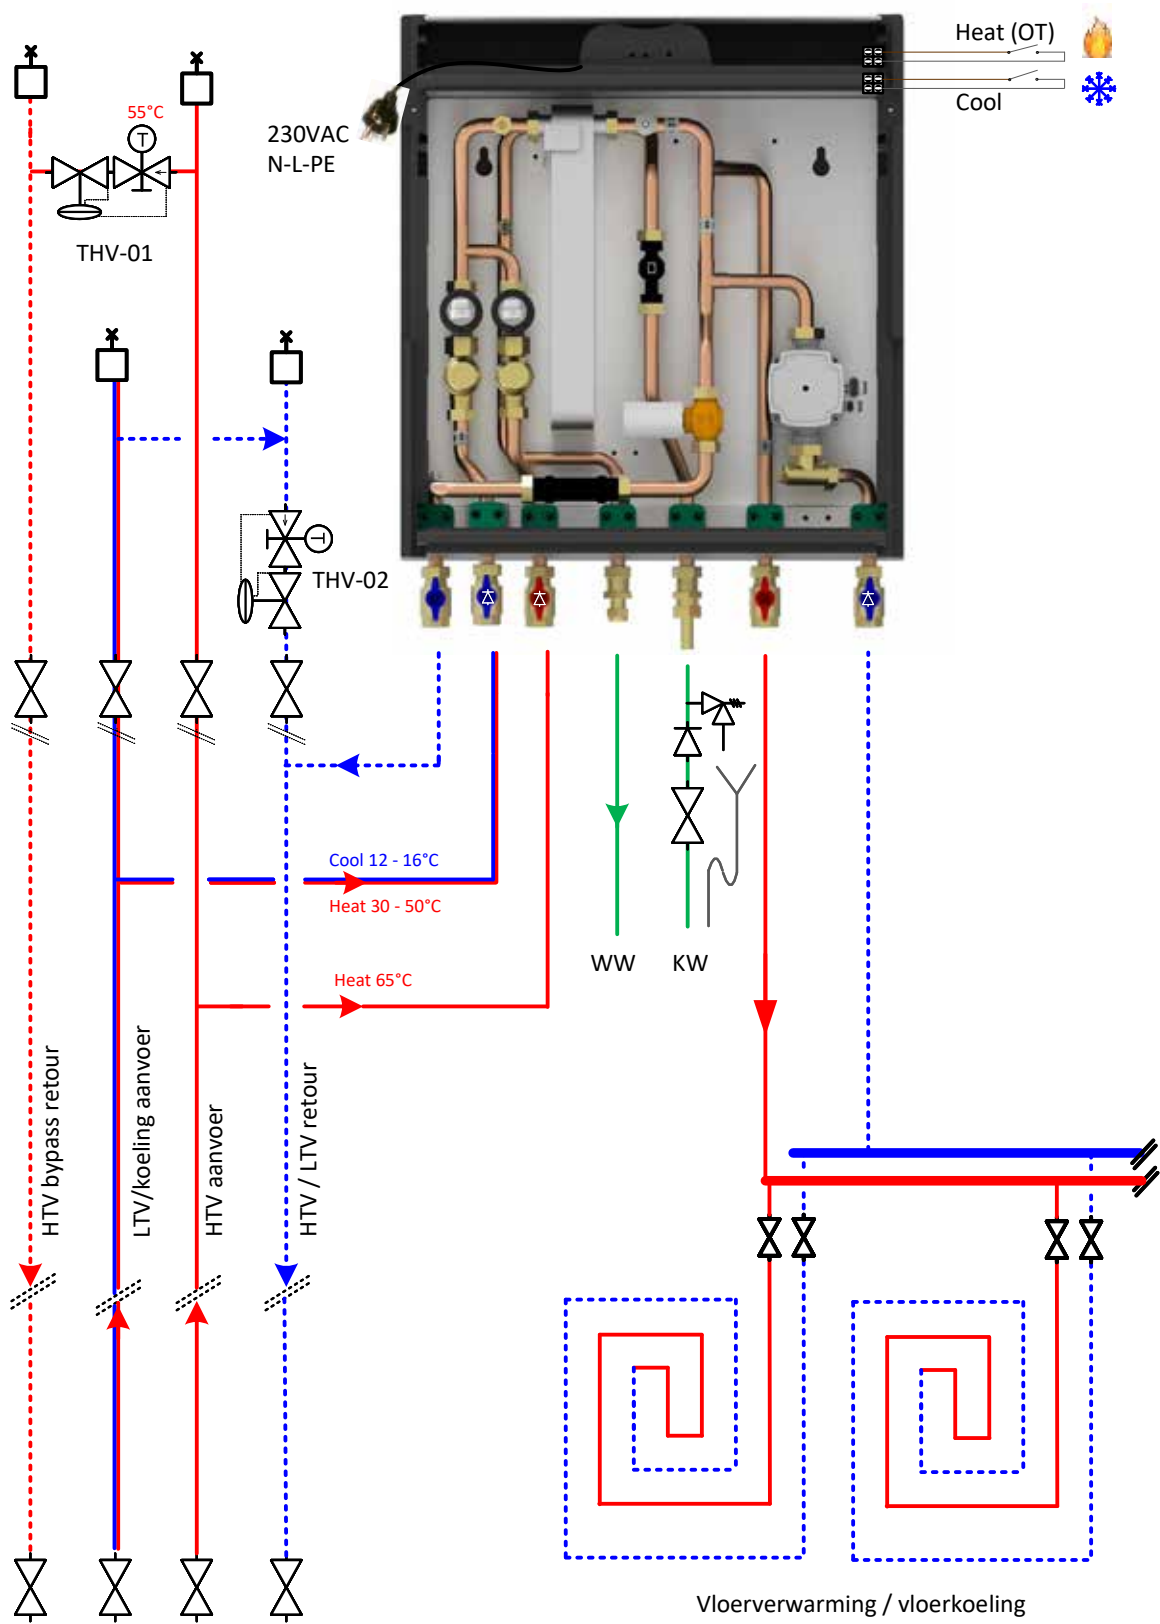 Heat (OT)
Cool
55°C
T
230VAC
N-L-PE
THV-01
T
THV-02
Cool 12 - 16°C
Heat 30 - 50°C
Heat 65°C
WW
KW
HTV bypass retour
LTV/koeling aanvoer
HTV aanvoer
HTV / LTV retour
Vloerverwarming / vloerkoeling